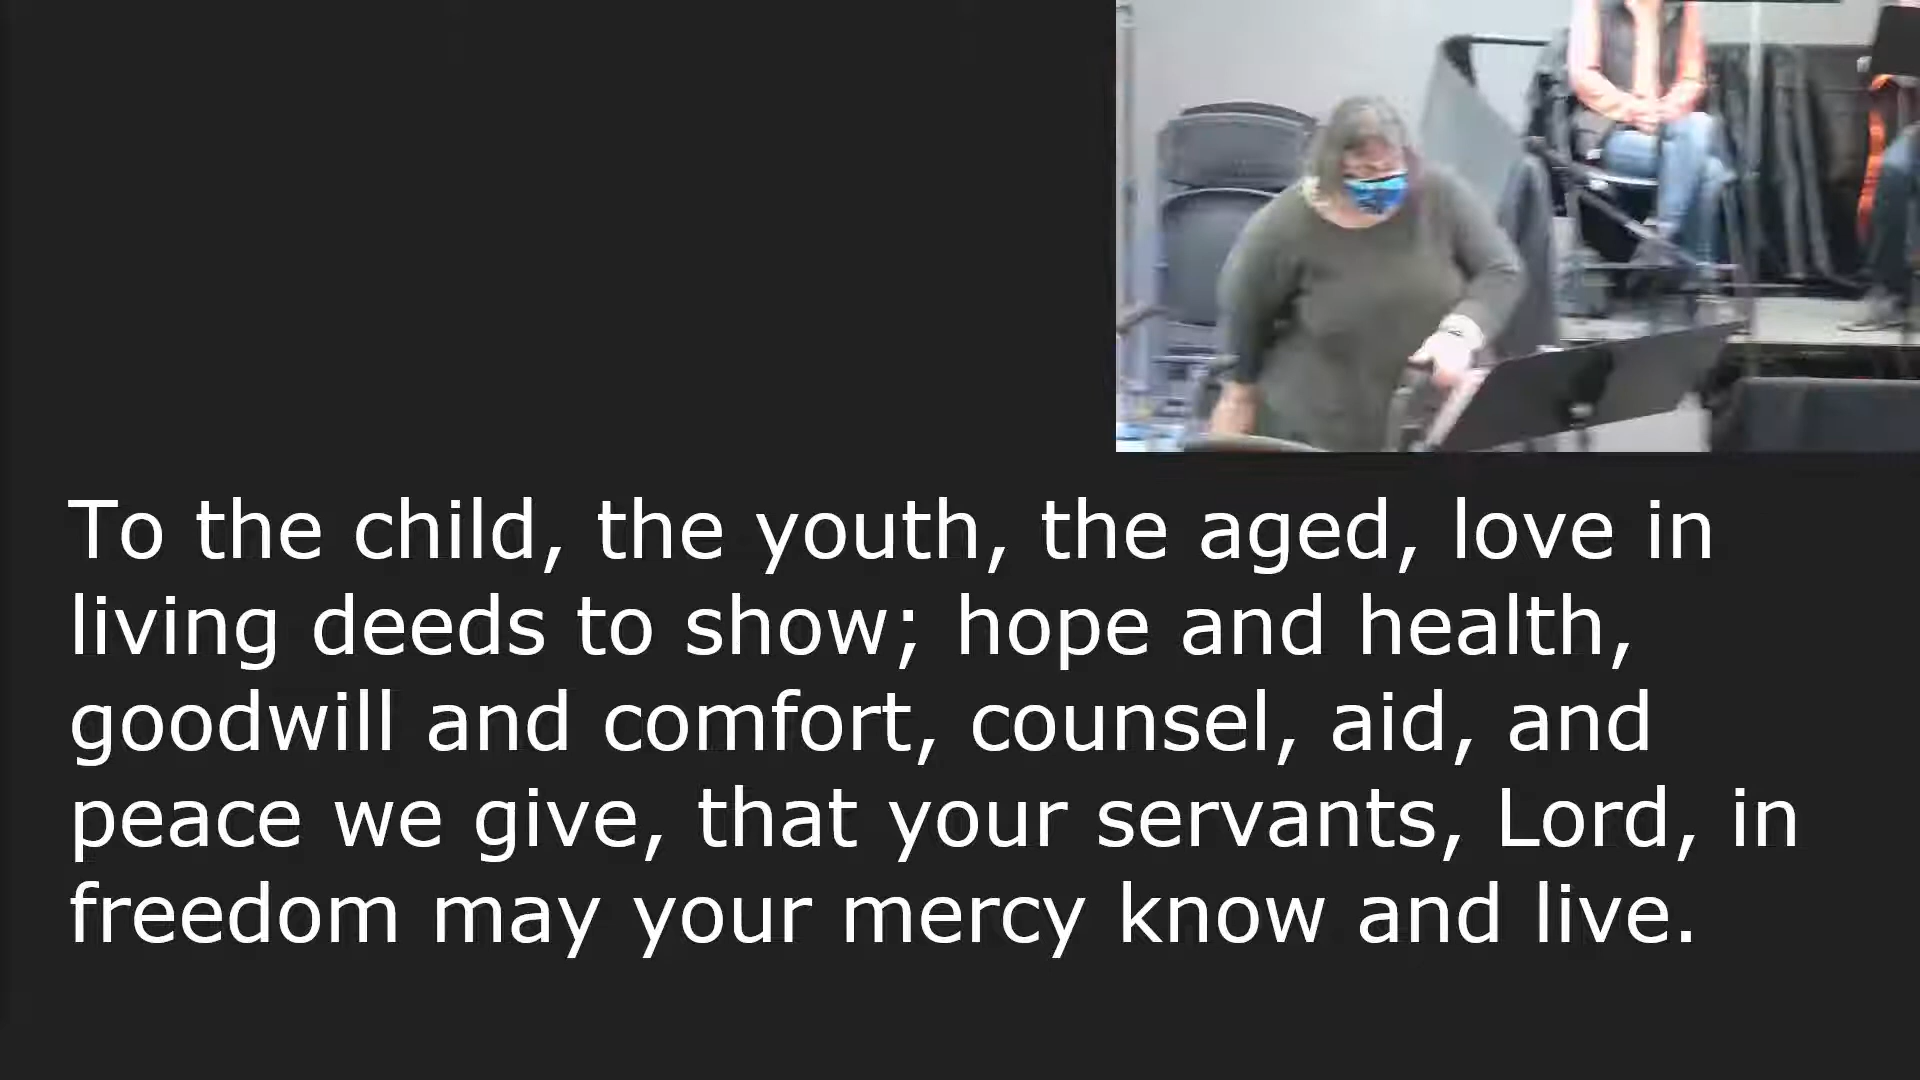 To the child, the youth, the aged, love in
living deeds to show; hope and health,
goodwill and comfort, counsel, aid, and
peace we give, that your servants, Lord, in
freedom may your mercy know and live.